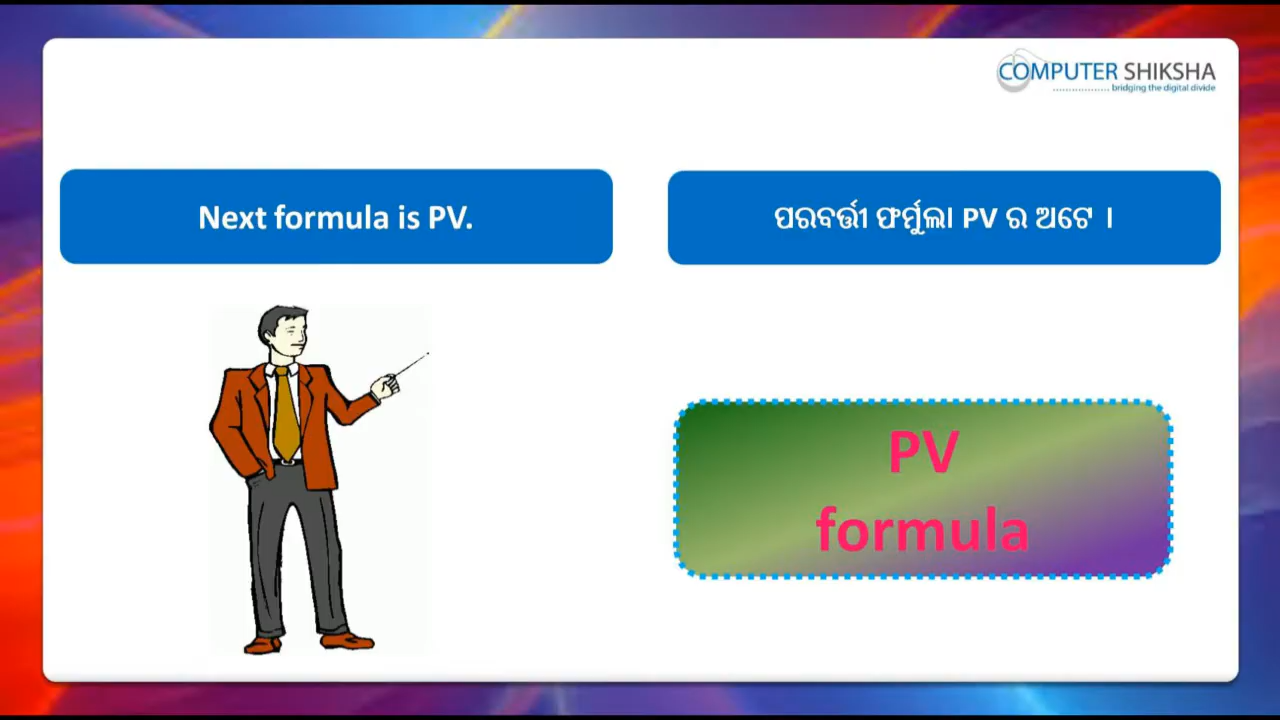 COMPUTER SHIKSHA
bridging the digital divide
Next formula is PV.
ପରବର୍ତ୍ତୀ ଫର୍ମୁଲା PV ର ଅଟେ ।
PV
formula